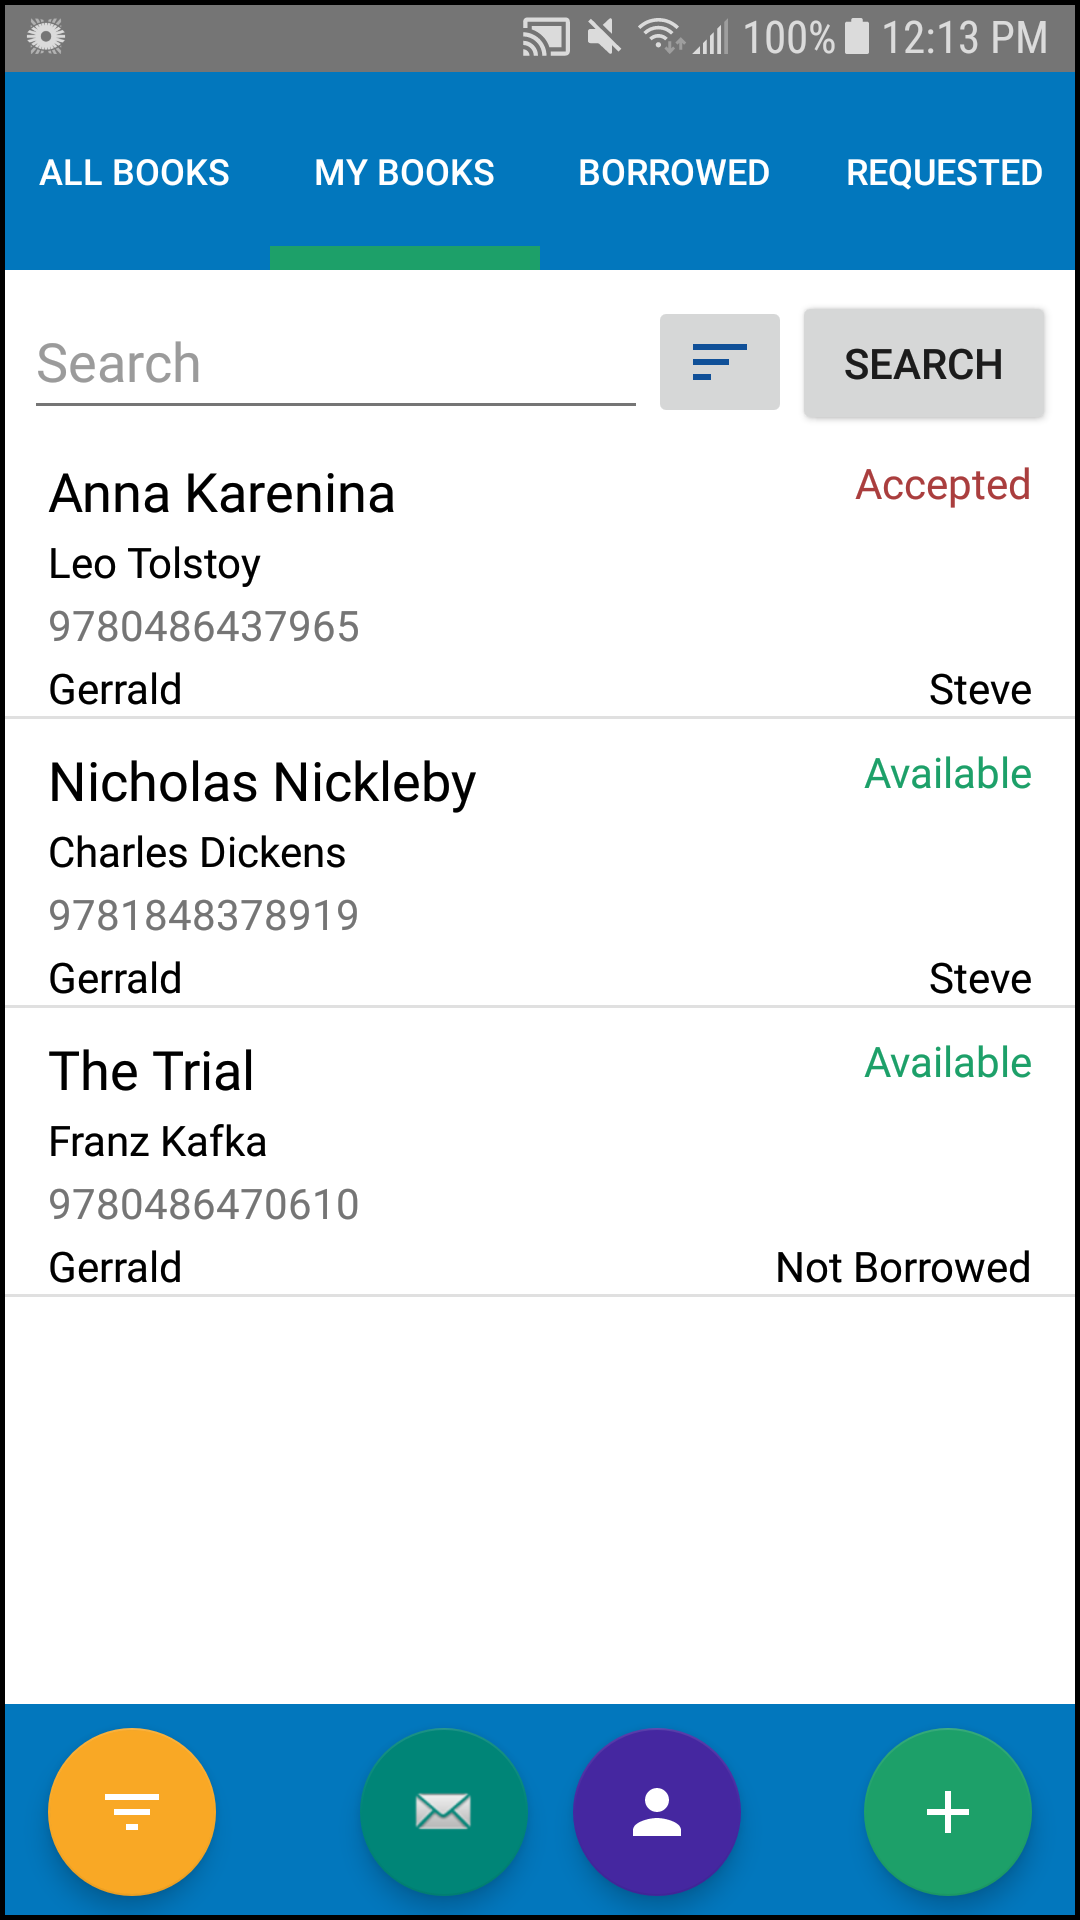 100% 12:13 PM
ALL BOOKS MY BOOKS BORROWED REQUESTED
Search SEARCH
Anna Karenina Accepted
Leo Tolstoy
9780486437965
Gerrald Steve
Nicholas Nickleby Available
Charles Dickens
9781848378919
Gerrald Steve
The Trial Available
Franz Kafka
9780486470610
Gerrald Not Borrowed